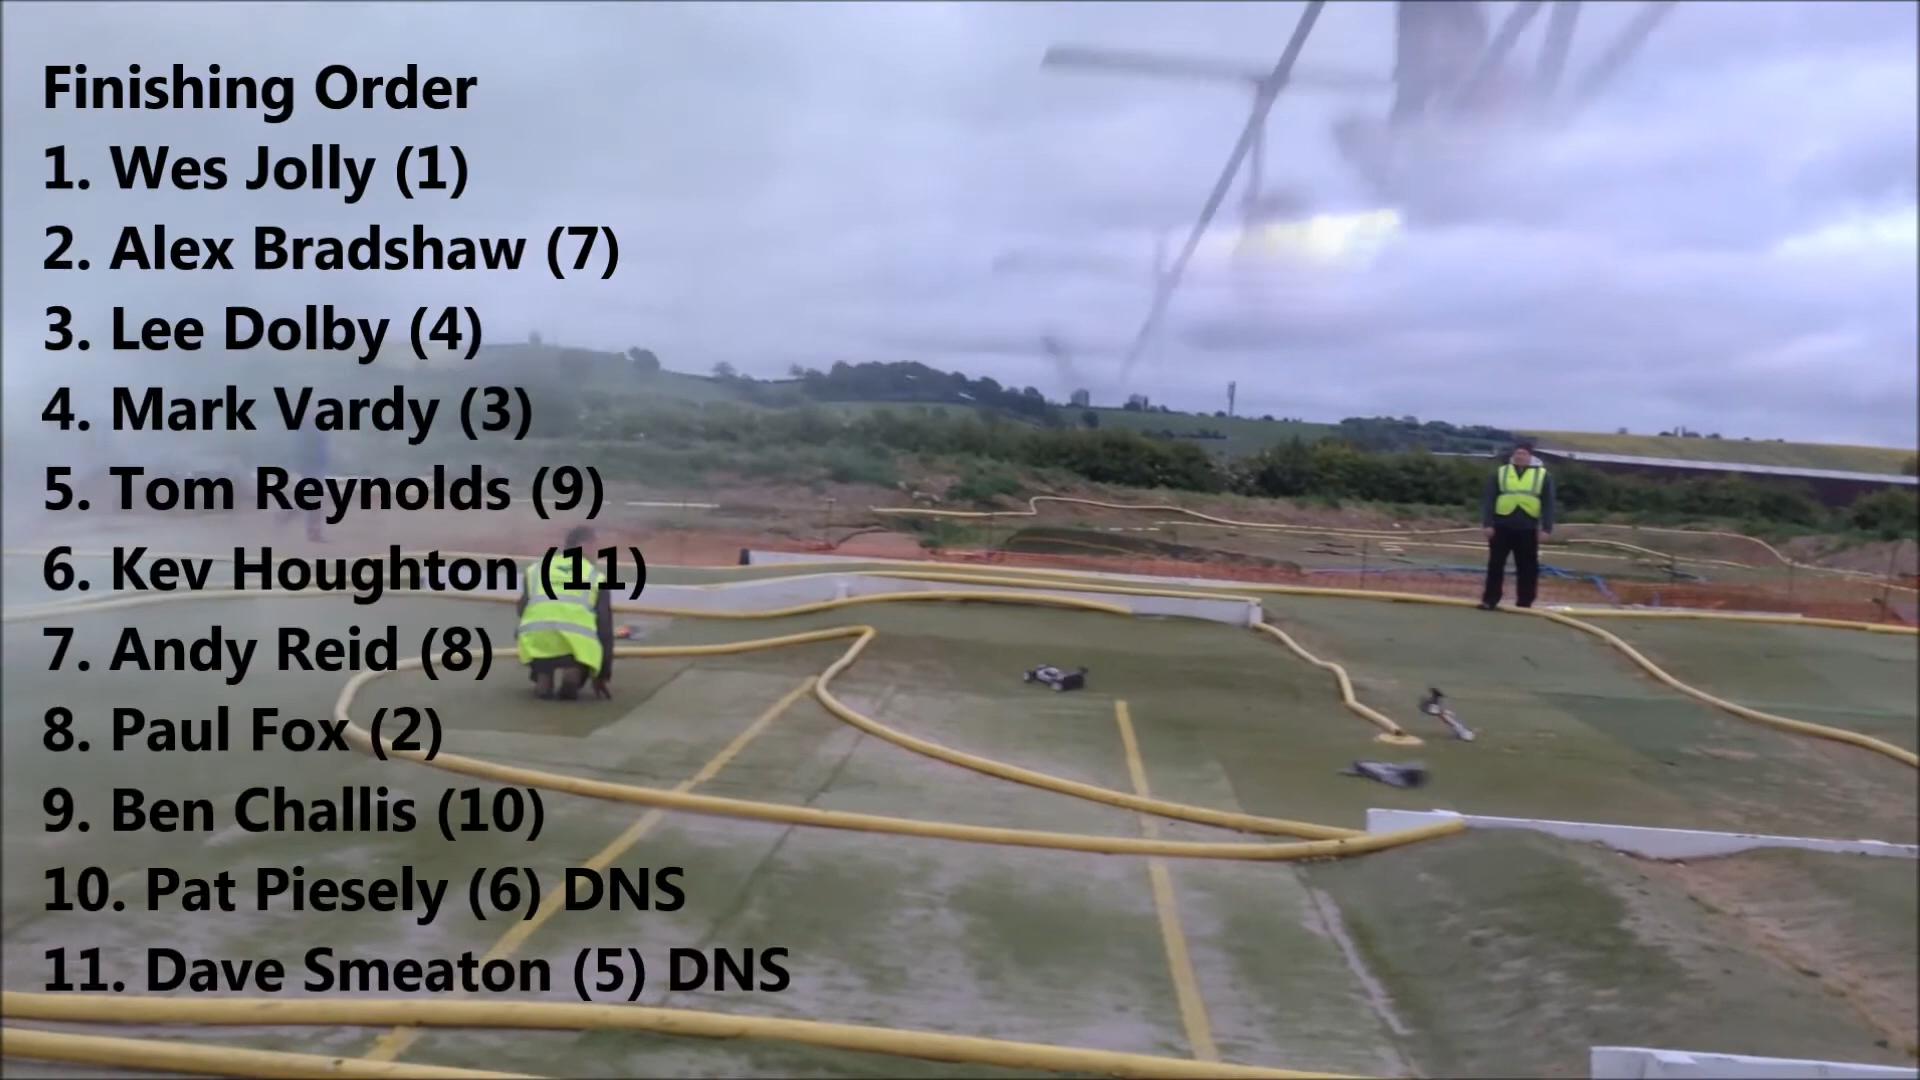 Finishing Order
1. Wes Jolly (1)
2. Alex Bradshaw (7)
3. Lee Dolby (4)
4. Mark Vardy (3)
5. Tom Reynolds (9)
6. Kev Houghton (11)
7. Andy Reid (8)
8. Paul Fox (2)
9. Ben Challis (10)
10. Pat Piesely (6) DNS
11. Dave Smeaton (5) DNS